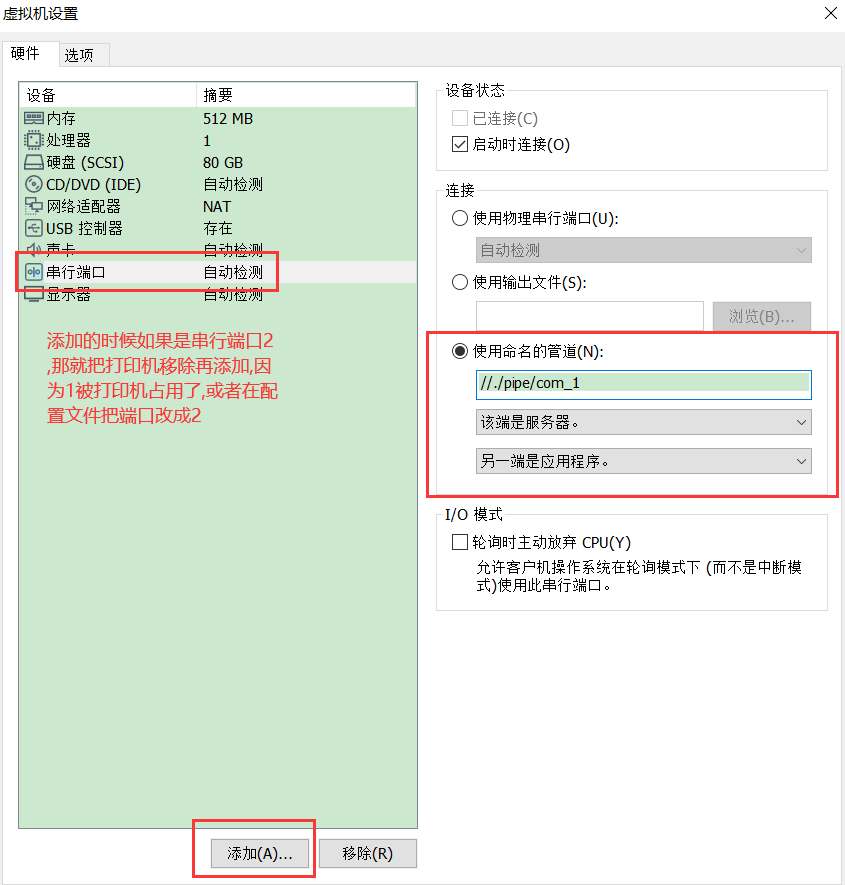 虚拟机设置
硬件 选项
设备 摘要
内存 512 MB
处理器 1
硬盘 (SCSI) 80 GB
CD/DVD (IDE) 自动检测
网络适配器 NAT
USB 控制器 存在
声卡 自动检测
串行端口 自动检测
显示器 自动检测
添加的时候如果是串行端口2
,那就把打印机移除再添加,因
为1被打印机占用了,或者在配
置文件把端口改成2
添加(A)... 移除(R)
设备状态
已连接(C)
启动时连接(O)
连接
使用物理串行端口(U):
自动检测
使用输出文件(S):
浏览(B)...
使用命名的管道(N):
//./pipe/com_1
该端是服务器。
另一端是应用程序。
I/O 模式
轮询时主动放弃 CPU(Y)
允许客户机操作系统在轮询模式下 (而不是中断模
式)使用此串行端口。